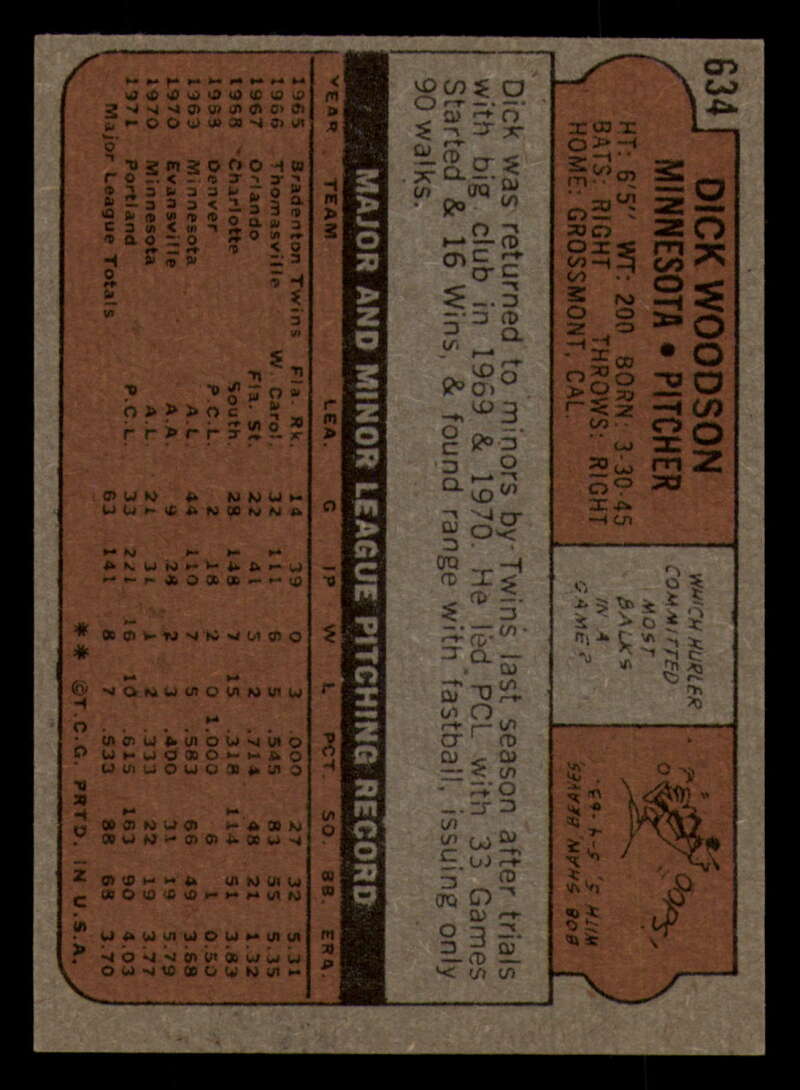 634
DICK WOODSON
MINNESOTA • PITCHER
HT: 6'5" WT: 200 BORN: 3-30-45
BATS: RIGHT THROWS: RIGHT
HOME: GROSSMONT, CAL.
WHICH HURLER
COMMITTED
MOST
BALKS
IN A
GAME?
OOPS!
BOB SHAW BEAVES
WITH 5, 5-4-63.
Dick was returned to minors by Twins last season after trials
with big club in 1969 & 1970. He led PCL with 33 Games
Started & 16 Wins, & found range with fastball, issuing only
90 walks.
MAJOR AND MINOR LEAGUE PITCHING RECORD
YEAR TEAM LEA. G IP W L PCT. SO. BB. ERA.
1965 Bradenton Twins Fla. Rk. 14 39 0 3 .000 27 32 5.31
1966 Thomasville W. Carol. 32 111 6 5 .545 83 55 5.35
1967 Orlando Fla. St. 22 41 5 2 .714 48 21 1.32
1968 Charlotte South. 28 148 7 15 .318 114 51 3.83
1968 Denver P.C.L. 2 18 2 0 1.000 6 1 0.50
1969 Minnesota A.L. 44 110 7 5 .583 66 49 3.68
1970 Evansville A.A. 9 28 2 3 .400 31 19 5.79
1970 Minnesota A.L. 21 31 1 2 .333 22 19 3.77
1971 Portland P.C.L. 33 221 16 10 .615 163 90 4.03
Major League Totals 63 141 8 7 .533 88 68 3.70
** ©T.C.G. PRTD. IN U.S.A.